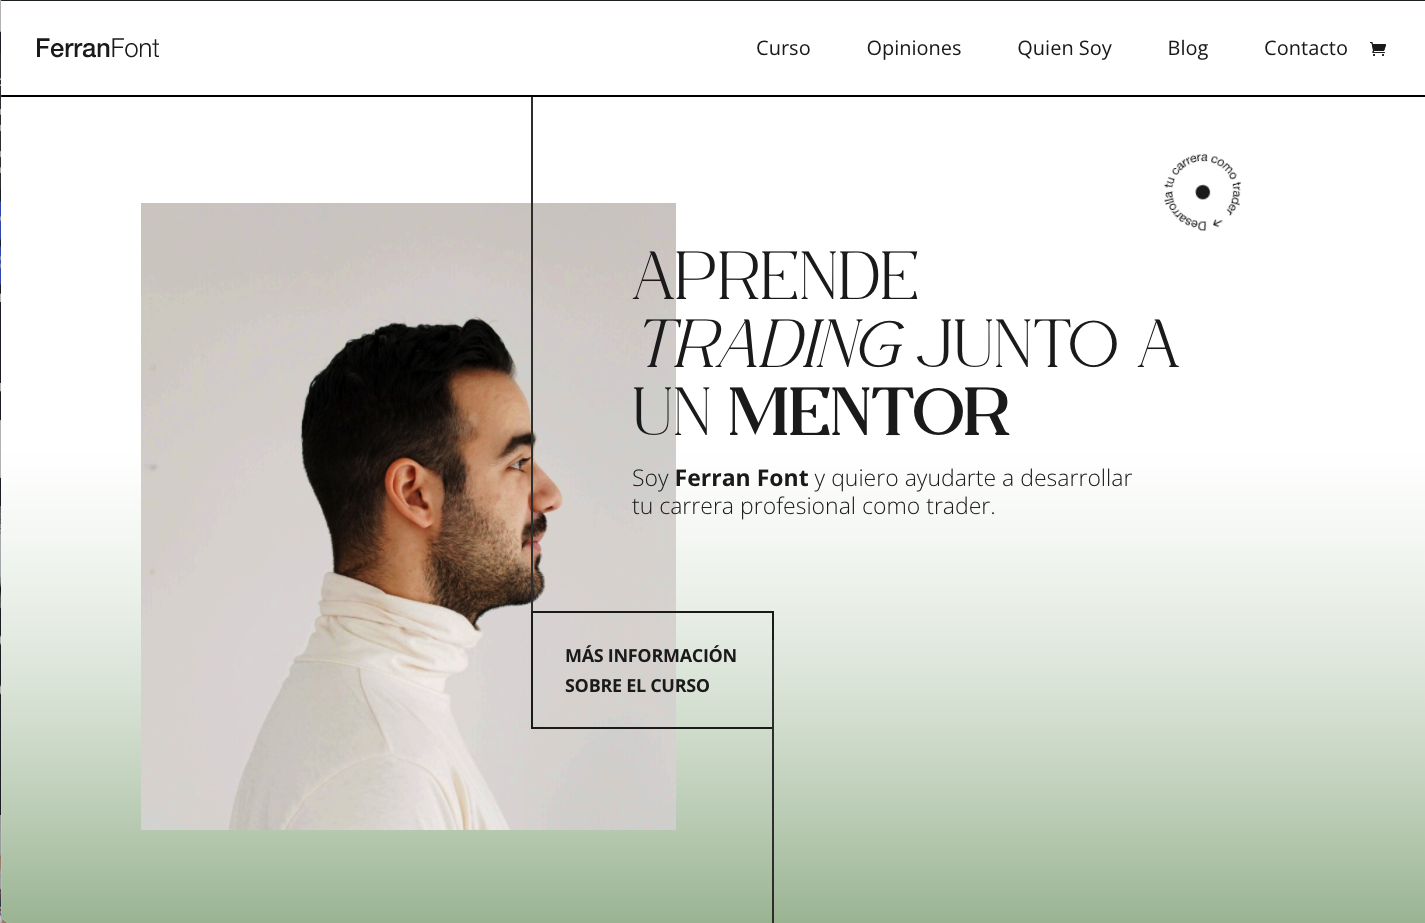 FerranFont
Curso Opiniones Quien Soy Blog Contacto
Desarrolla tu carrera como trader →
APRENDE
TRADING JUNTO A
UN MENTOR
Soy Ferran Font y quiero ayudarte a desarrollar
tu carrera profesional como trader.
MÁS INFORMACIÓN
SOBRE EL CURSO